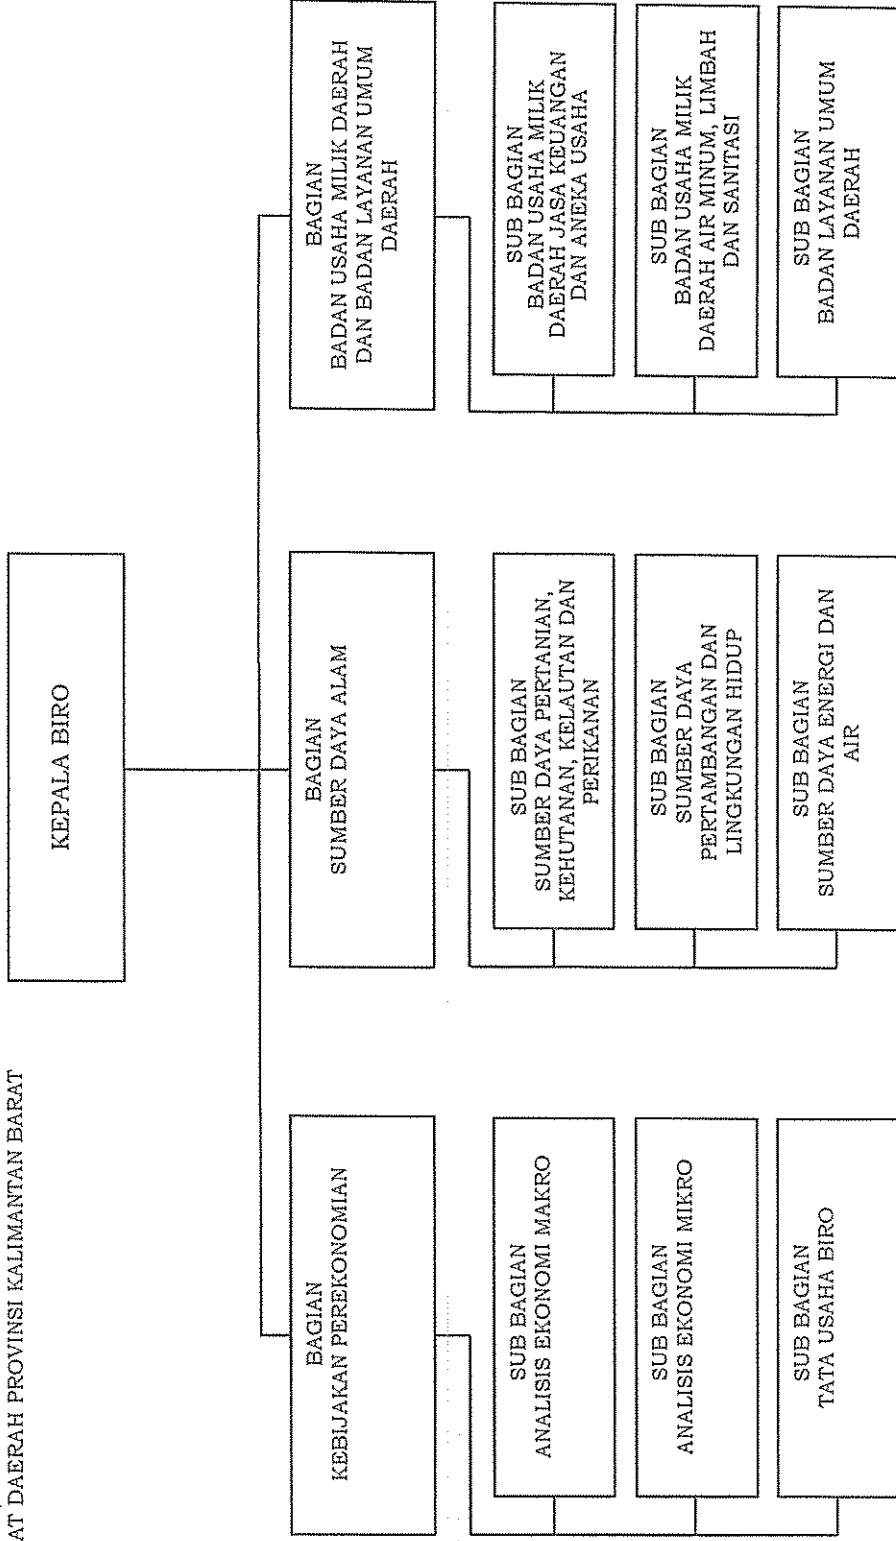 AT DAERAH PROVINSI KALIMANTAN BARAT
KEPALA BIRO
BAGIAN
KEBIJAKAN PEREKONOMIAN
SUB BAGIAN
ANALISIS EKONOMI MAKRO
SUB BAGIAN
ANALISIS EKONOMI MIKRO
SUB BAGIAN
TATA USAHA BIRO
BAGIAN
SUMBER DAYA ALAM
SUB BAGIAN
SUMBER DAYA PERTANIAN,
KEHUTANAN, KELAUTAN DAN
PERIKANAN
SUB BAGIAN
SUMBER DAYA
PERTAMBANGAN DAN
LINGKUNGAN HIDUP
SUB BAGIAN
SUMBER DAYA ENERGI DAN
AIR
BAGIAN
BADAN USAHA MILIK DAERAH
DAN BADAN LAYANAN UMUM
DAERAH
SUB BAGIAN
BADAN USAHA MILIK
DAERAH JASA KEUANGAN
DAN ANEKA USAHA
SUB BAGIAN
BADAN USAHA MILIK
DAERAH AIR MINUM, LIMBAH
DAN SANITASI
SUB BAGIAN
BADAN LAYANAN UMUM
DAERAH